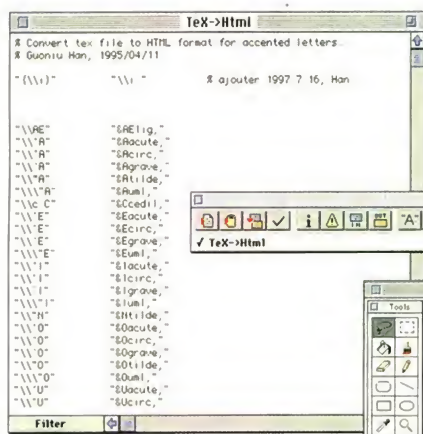 TeX->Html
% Convert tex file to HTML format for accented letters
% Guoniu Han, 1995/04/11
"{\\i}" "\\i " % ajouter 1997 7 16, Han
"\\AE" "&AElig;"
"\\'A" "&Aacute;"
"\\^A" "&Acirc;"
"\\`A" "&Agrave;"
"\\~A" "&Atilde;"
"\\\"A" "&Auml;"
"\\c C" "&Ccedil;"
"\\'E" "&Eacute;"
"\\^E" "&Ecirc;"
"\\`E" "&Egrave;"
"\\\"E" "&Euml;"
"\\'I" "&Iacute;"
"\\^I" "&Icirc;"
"\\`I" "&Igrave;"
"\\\"I" "&Iuml;"
"\\~N" "&Ntilde;"
"\\'O" "&Oacute;"
"\\^O" "&Ocirc;"
"\\`O" "&Ograve;"
"\\~O" "&Otilde;"
"\\\"O" "&Ouml;"
"\\'U" "&Uacute;"
"\\^U" "&Ucirc;"
Filter
IN OUT "A"
✓ TeX->Html
Tools